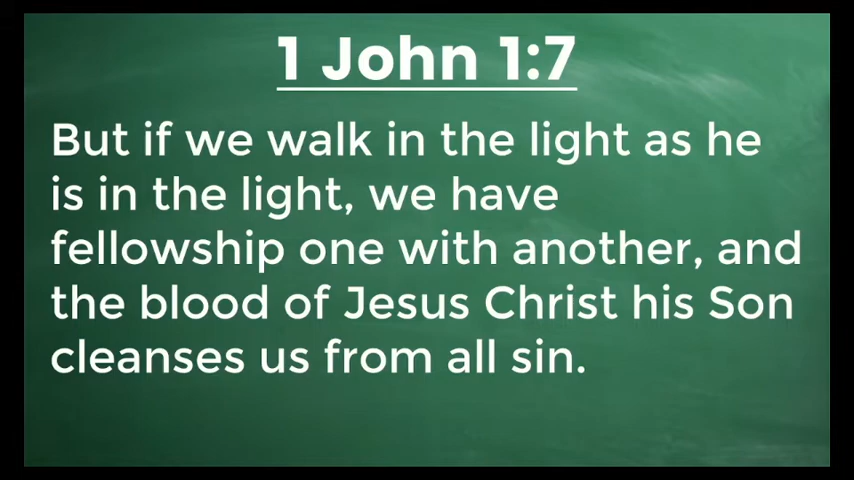 1 John 1:7
But if we walk in the light as he
is in the light, we have
fellowship one with another, and
the blood of Jesus Christ his Son
cleanses us from all sin.